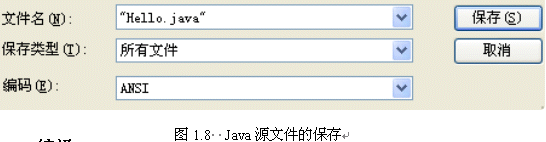 文件名(N): "Hello.java" 保存(S)
保存类型(T): 所有文件 取消
编码(E): ANSI
图 1.8··Java 源文件的保存↵